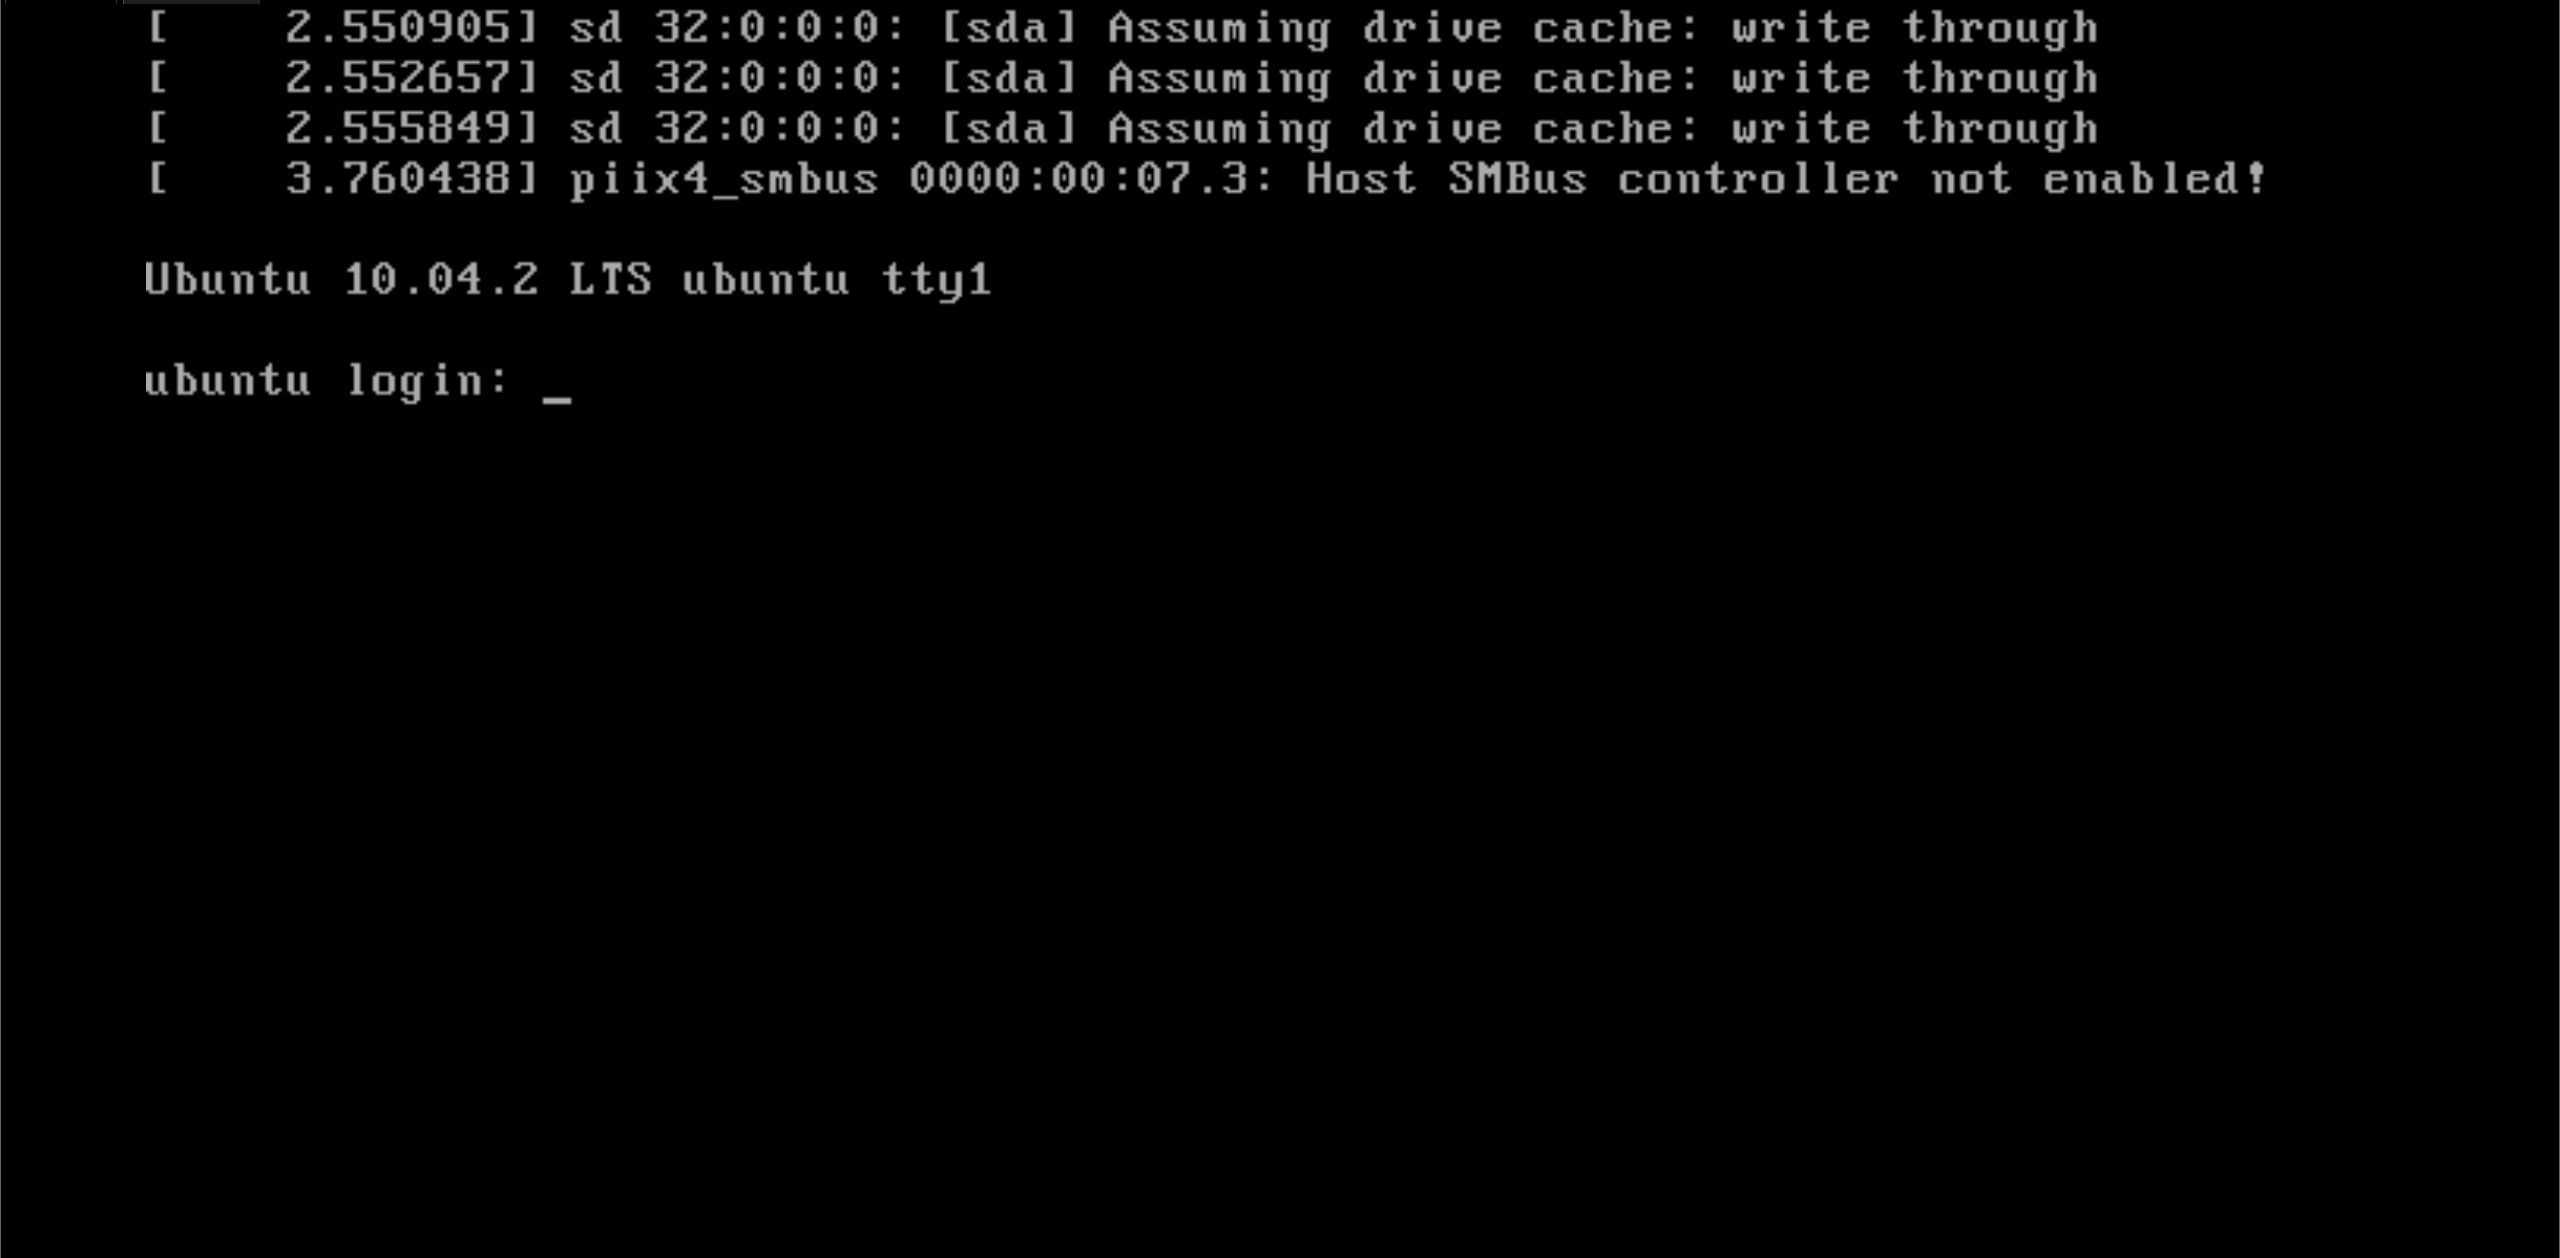 [    2.550905] sd 32:0:0:0: [sda] Assuming drive cache: write through
[    2.552657] sd 32:0:0:0: [sda] Assuming drive cache: write through
[    2.555849] sd 32:0:0:0: [sda] Assuming drive cache: write through
[    3.760438] piix4_smbus 0000:00:07.3: Host SMBus controller not enabled!
Ubuntu 10.04.2 LTS ubuntu tty1
ubuntu login: _